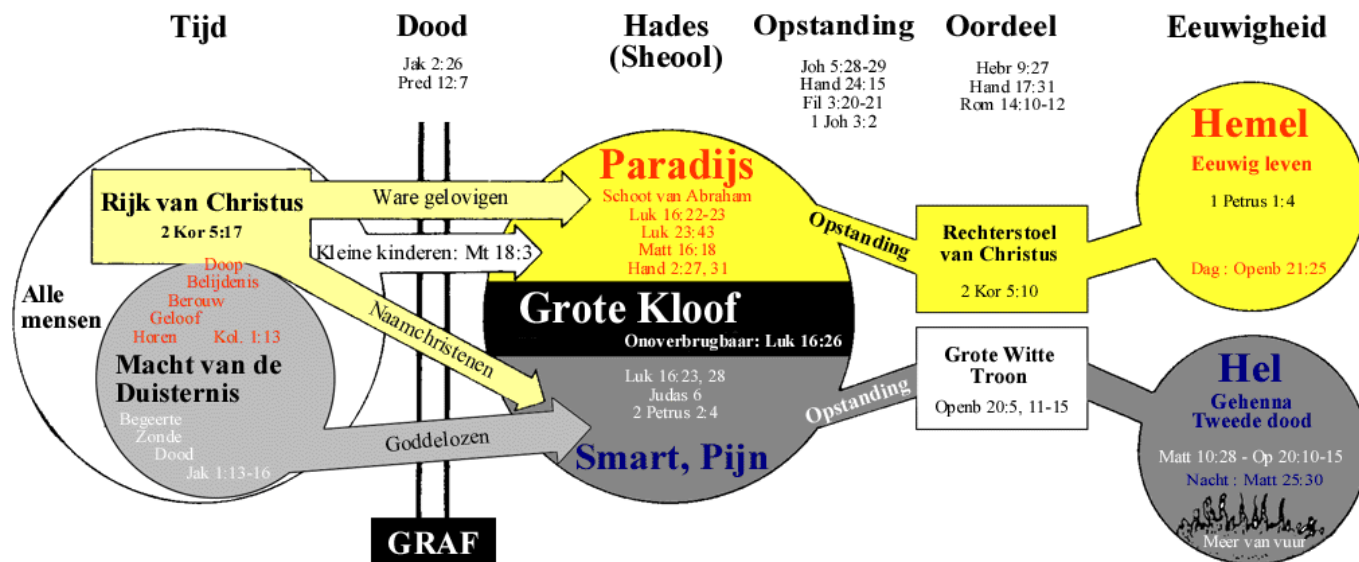 Tijd
Dood
Jak 2:26
Pred 12:7
Hades
(Sheool)
Opstanding
Joh 5:28-29
Hand 24:15
Fil 3:20-21
1 Joh 3:2
Oordeel
Hebr 9:27
Hand 17:31
Rom 14:10-12
Eeuwigheid
Alle
mensen
Rijk van Christus
2 Kor 5:17
Doop
Belijdenis
Berouw
Geloof
Horen Kol. 1:13
Macht van de
Duisternis
Begeerte
Zonde
Dood
Jak 1:13-16
Ware gelovigen
Kleine kinderen: Mt 18:3
Naamchristenen
Goddelozen
GRAF
Paradijs
Schoot van Abraham
Luk 16:22-23
Luk 23:43
Matt 16:18
Hand 2:27, 31
Grote Kloof
Onoverbrugbaar: Luk 16:26
Luk 16:23, 28
Judas 6
2 Petrus 2:4
Smart, Pijn
Opstanding
Opstanding
Rechterstoel
van Christus
2 Kor 5:10
Grote Witte
Troon
Openb 20:5, 11-15
Hemel
Eeuwig leven
1 Petrus 1:4
Dag : Openb 21:25
Hel
Gehenna
Tweede dood
Matt 10:28 - Op 20:10-15
Nacht : Matt 25:30
Meer van vuur